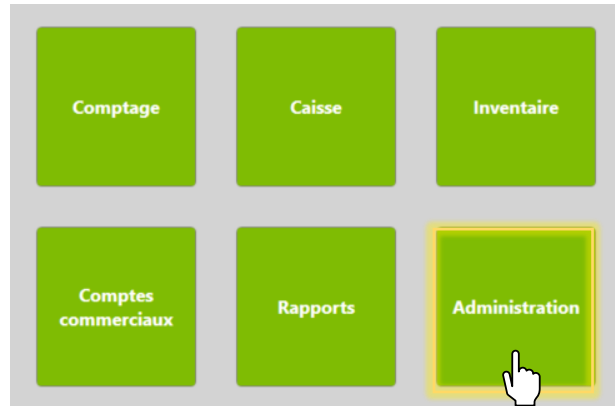 Comptage
Caisse
Inventaire
Comptes
commerciaux
Rapports
Administration